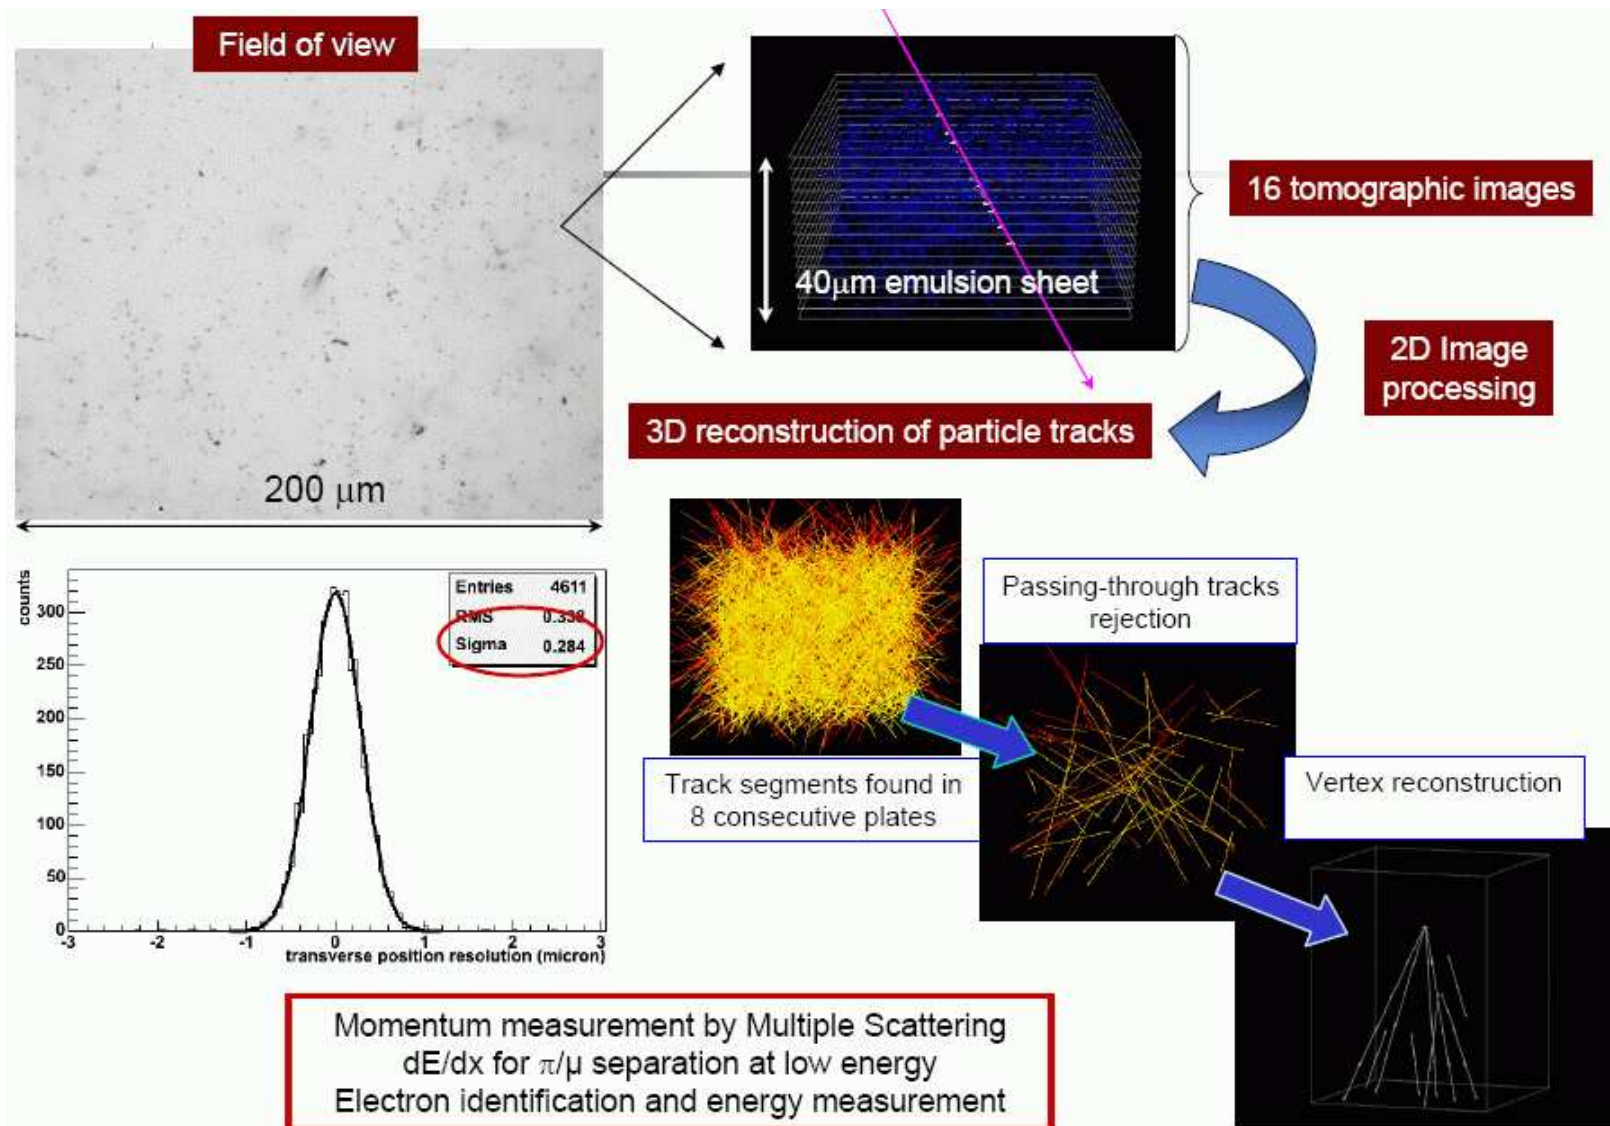 Field of view
16 tomographic images
40μm emulsion sheet
2D Image
processing
3D reconstruction of particle tracks
200 μm
counts
Entries 4611
RMS 0.338
Sigma 0.284
300
250
200
150
100
50
0
-3 -2 -1 0 1 2 3
transverse position resolution (micron)
Passing-through tracks
rejection
Track segments found in
8 consecutive plates
Vertex reconstruction
Momentum measurement by Multiple Scattering
dE/dx for π/μ separation at low energy
Electron identification and energy measurement